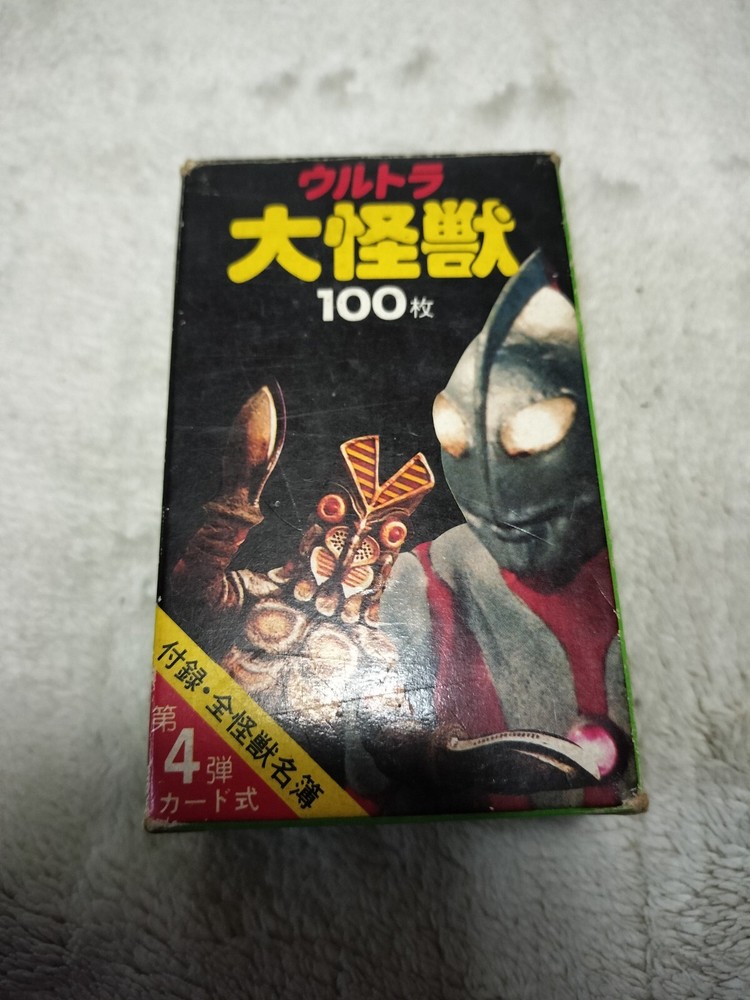 ウルトラ
大怪獣
100枚
付録・全怪獣名簿
第
4弾
カード式